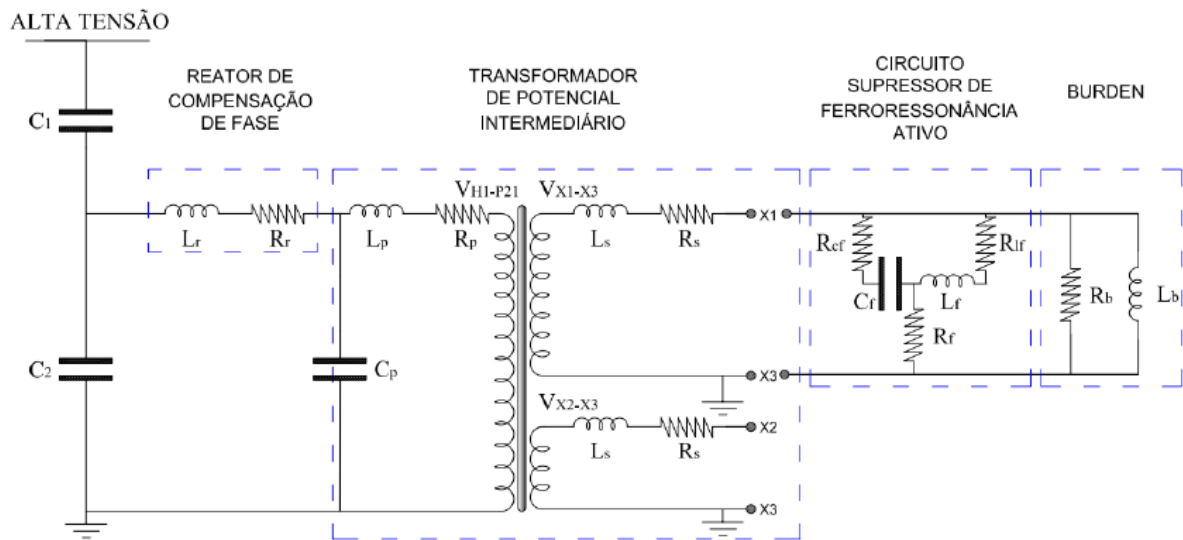 ALTA TENSÃO
REATOR DE
COMPENSAÇÃO
DE FASE
TRANSFORMADOR
DE POTENCIAL
INTERMEDIÁRIO
CIRCUITO
SUPRESSOR DE
FERRORESSONÂNCIA
ATIVO
BURDEN
C1
Lr
Rr
Lp
Rp
VH1-P21
VX1-X3
Ls
Rs
X1
Rcf
Cf
Lf
Rlf
Rf
Rb
Lb
C2
Cp
X3
VX2-X3
Ls
Rs
X2
X3